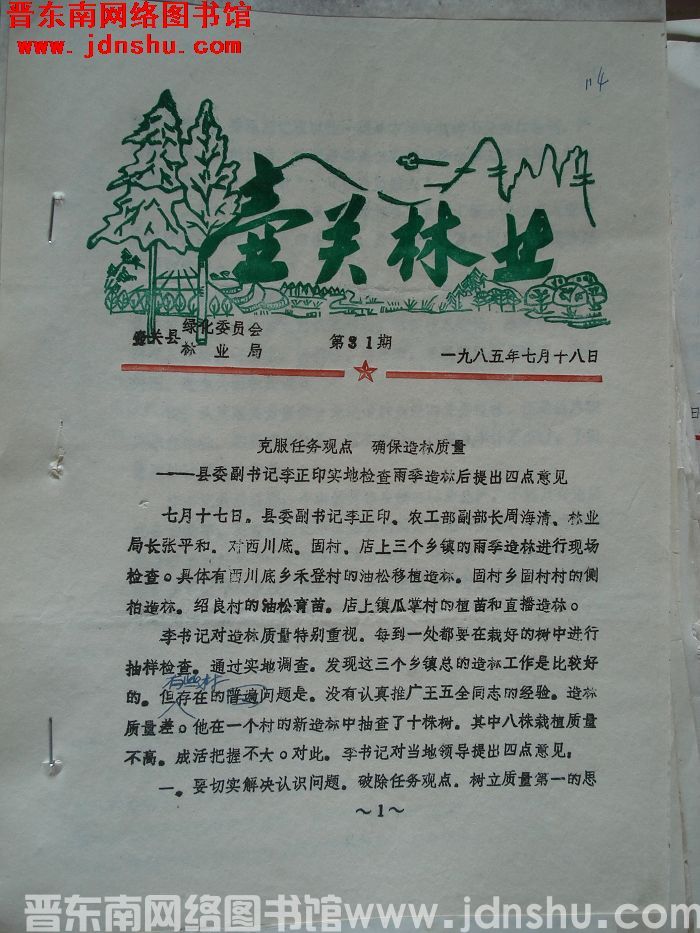 晋东南网络图书馆
www.jdnshu.com
114
壶关林业
壶关县 绿化委员会
林业局
第31期
一九八五年七月十八日
克服任务观点 确保造林质量
——县委副书记李正印实地检查雨季造林后提出四点意见
七月十七日。县委副书记李正印。农工部副部长周海清、林业
局长张平和。对西川底。固村。店上三个乡镇的雨季造林进行现场
检查。具体有西川底乡禾登村的油松移植造林。固村乡固村村的侧
柏造林。绍良村的油松育苗。店上镇瓜掌村的植苗和直播造林。
李书记对造林质量特别重视。每到一处都要在栽好的树中进行
抽样检查。通过实地调查。发现这三个乡镇总的造林工作是比较好
的。但存在的普遍问题是。没有认真推广王五全同志的经验。造林
质量差。他在一个村的新造林中抽查了十株树。其中八株栽植质量
不高。成活把握不大。对此。李书记对当地领导提出四点意见。
一。要切实解决认识问题。破除任务观点。树立质量第一的思
～1～
日
晋东南网络图书馆 www.jdnshu.com